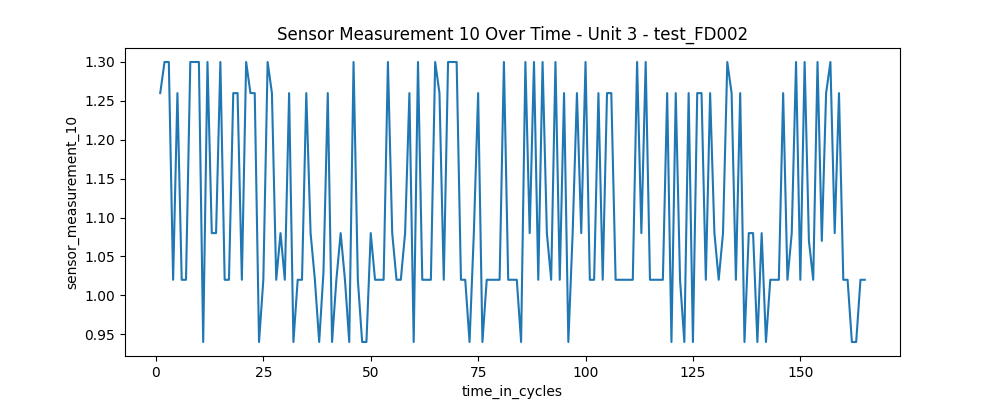 Sensor Measurement 10 Over Time - Unit 3 - test_FD002
sensor_measurement_10
1.30
1.25
1.20
1.15
1.10
1.05
1.00
0.95
0 25 50 75 100 125 150
time_in_cycles